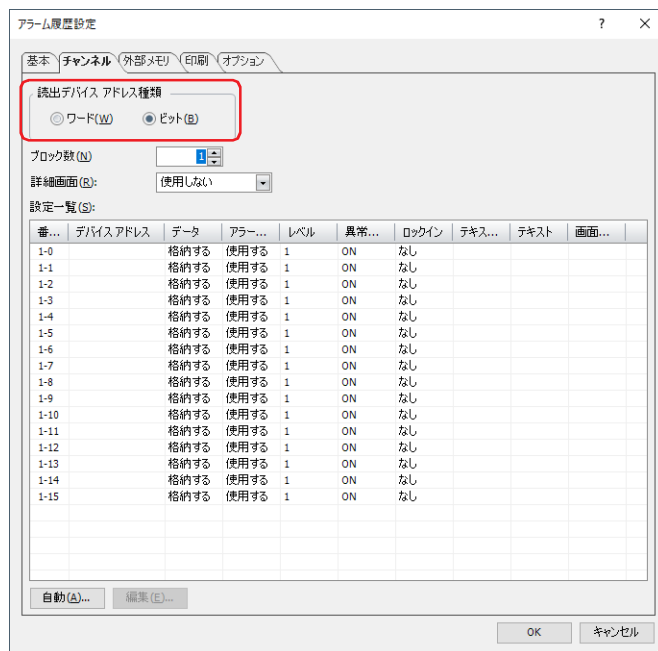 アラーム履歴設定 ? ×
基本 チャンネル 外部メモリ 印刷 オプション
読出デバイス アドレス種類
ワード(W) ビット(B)
ブロック数(N) 1
詳細画面(R): 使用しない
設定一覧(S):
番... デバイスアドレス データ アラー... レベル 異常... ロックイン テキス... テキスト 画面...
1-0 格納する 使用する 1 ON なし
1-1 格納する 使用する 1 ON なし
1-2 格納する 使用する 1 ON なし
1-3 格納する 使用する 1 ON なし
1-4 格納する 使用する 1 ON なし
1-5 格納する 使用する 1 ON なし
1-6 格納する 使用する 1 ON なし
1-7 格納する 使用する 1 ON なし
1-8 格納する 使用する 1 ON なし
1-9 格納する 使用する 1 ON なし
1-10 格納する 使用する 1 ON なし
1-11 格納する 使用する 1 ON なし
1-12 格納する 使用する 1 ON なし
1-13 格納する 使用する 1 ON なし
1-14 格納する 使用する 1 ON なし
1-15 格納する 使用する 1 ON なし
自動(A)... 編集(E)...
OK キャンセル